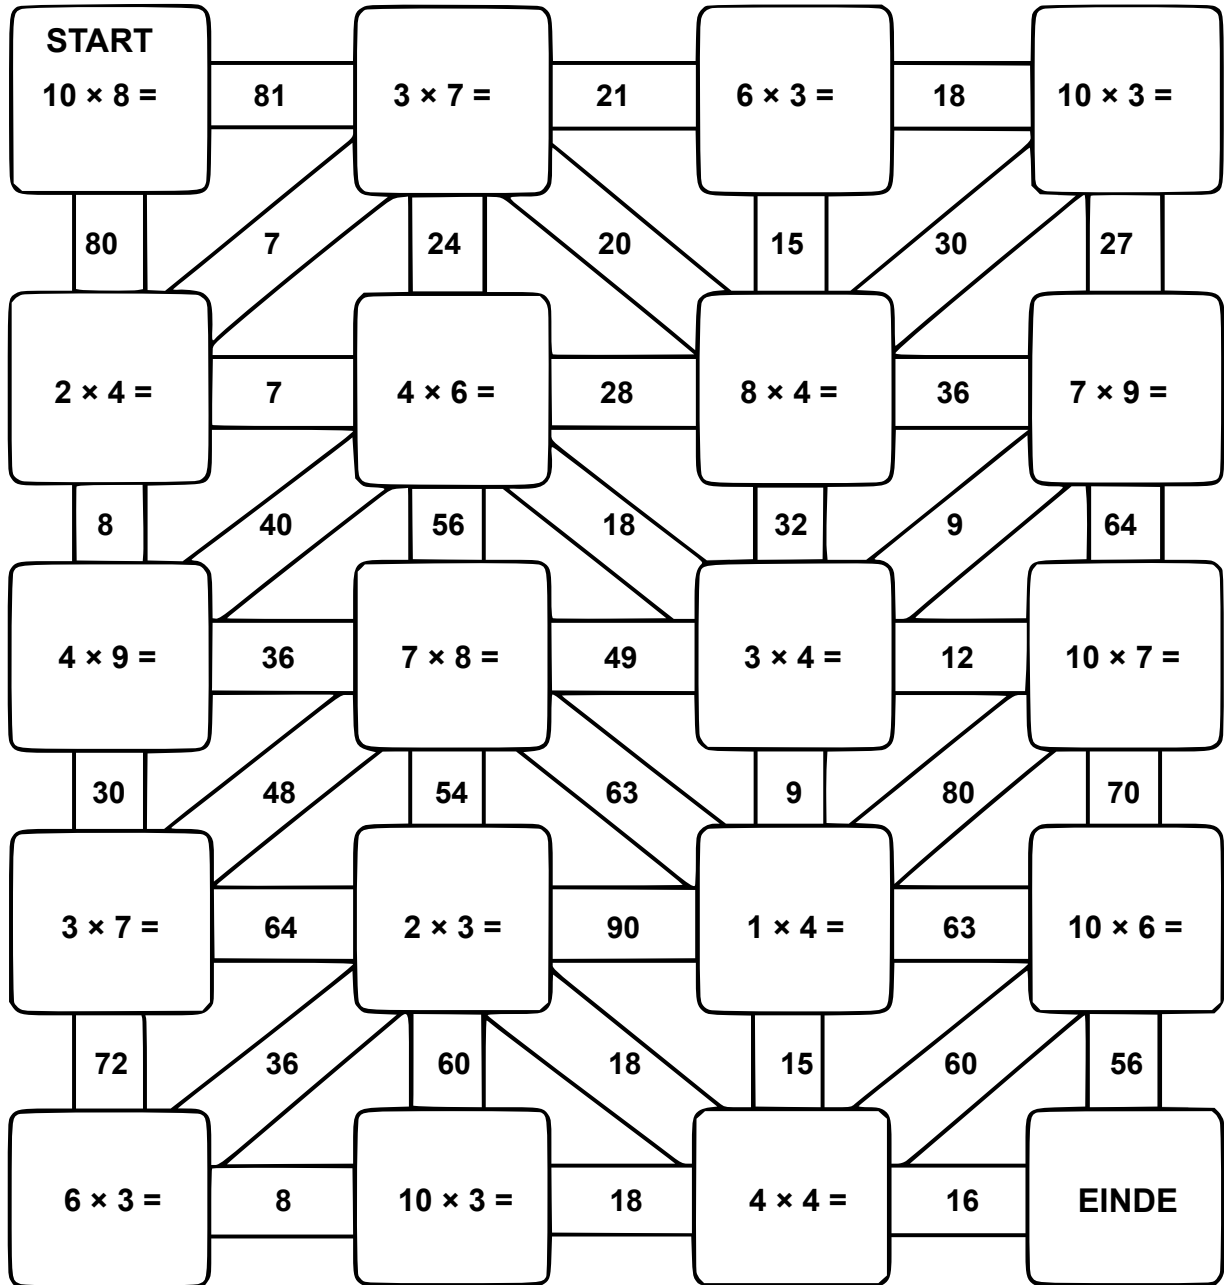 START
10 × 8 = 81 3 × 7 = 21 6 × 3 = 18 10 × 3 =
80 7 24 20 15 30 27
2 × 4 = 7 4 × 6 = 28 8 × 4 = 36 7 × 9 =
8 40 56 18 32 9 64
4 × 9 = 36 7 × 8 = 49 3 × 4 = 12 10 × 7 =
30 48 54 63 9 80 70
3 × 7 = 64 2 × 3 = 90 1 × 4 = 63 10 × 6 =
72 36 60 18 15 60 56
6 × 3 = 8 10 × 3 = 18 4 × 4 = 16 EINDE